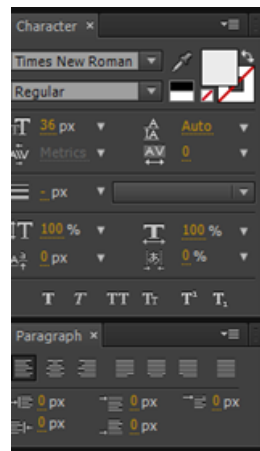 Character ×
Times New Roman
Regular
36 px Auto
Metrics 0
- px
100 % 100 %
0 px 0 %
T T TT Tт T¹ T₁
Paragraph ×
0 px 0 px 0 px
0 px 0 px